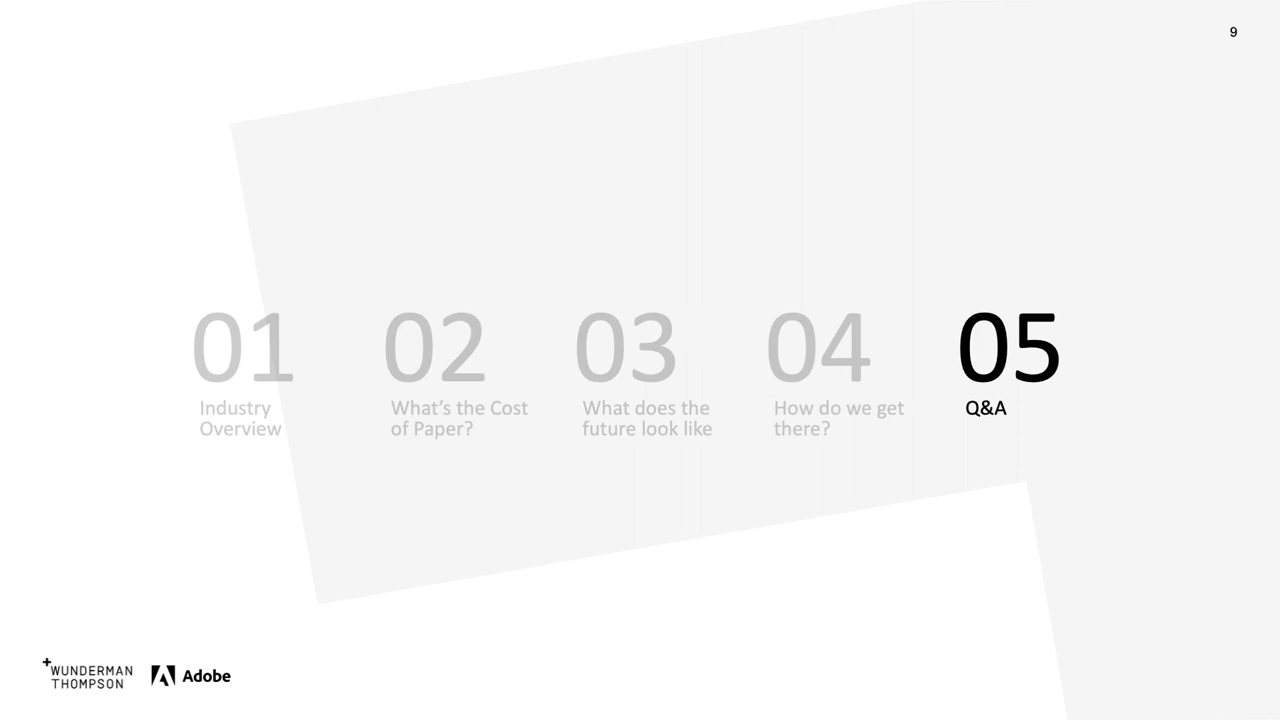 9
01
Industry
Overview
02
What's the Cost
of Paper?
03
What does the
future look like
04
How do we get
there?
05
Q&A
+
WUNDERMAN
THOMPSON
Adobe